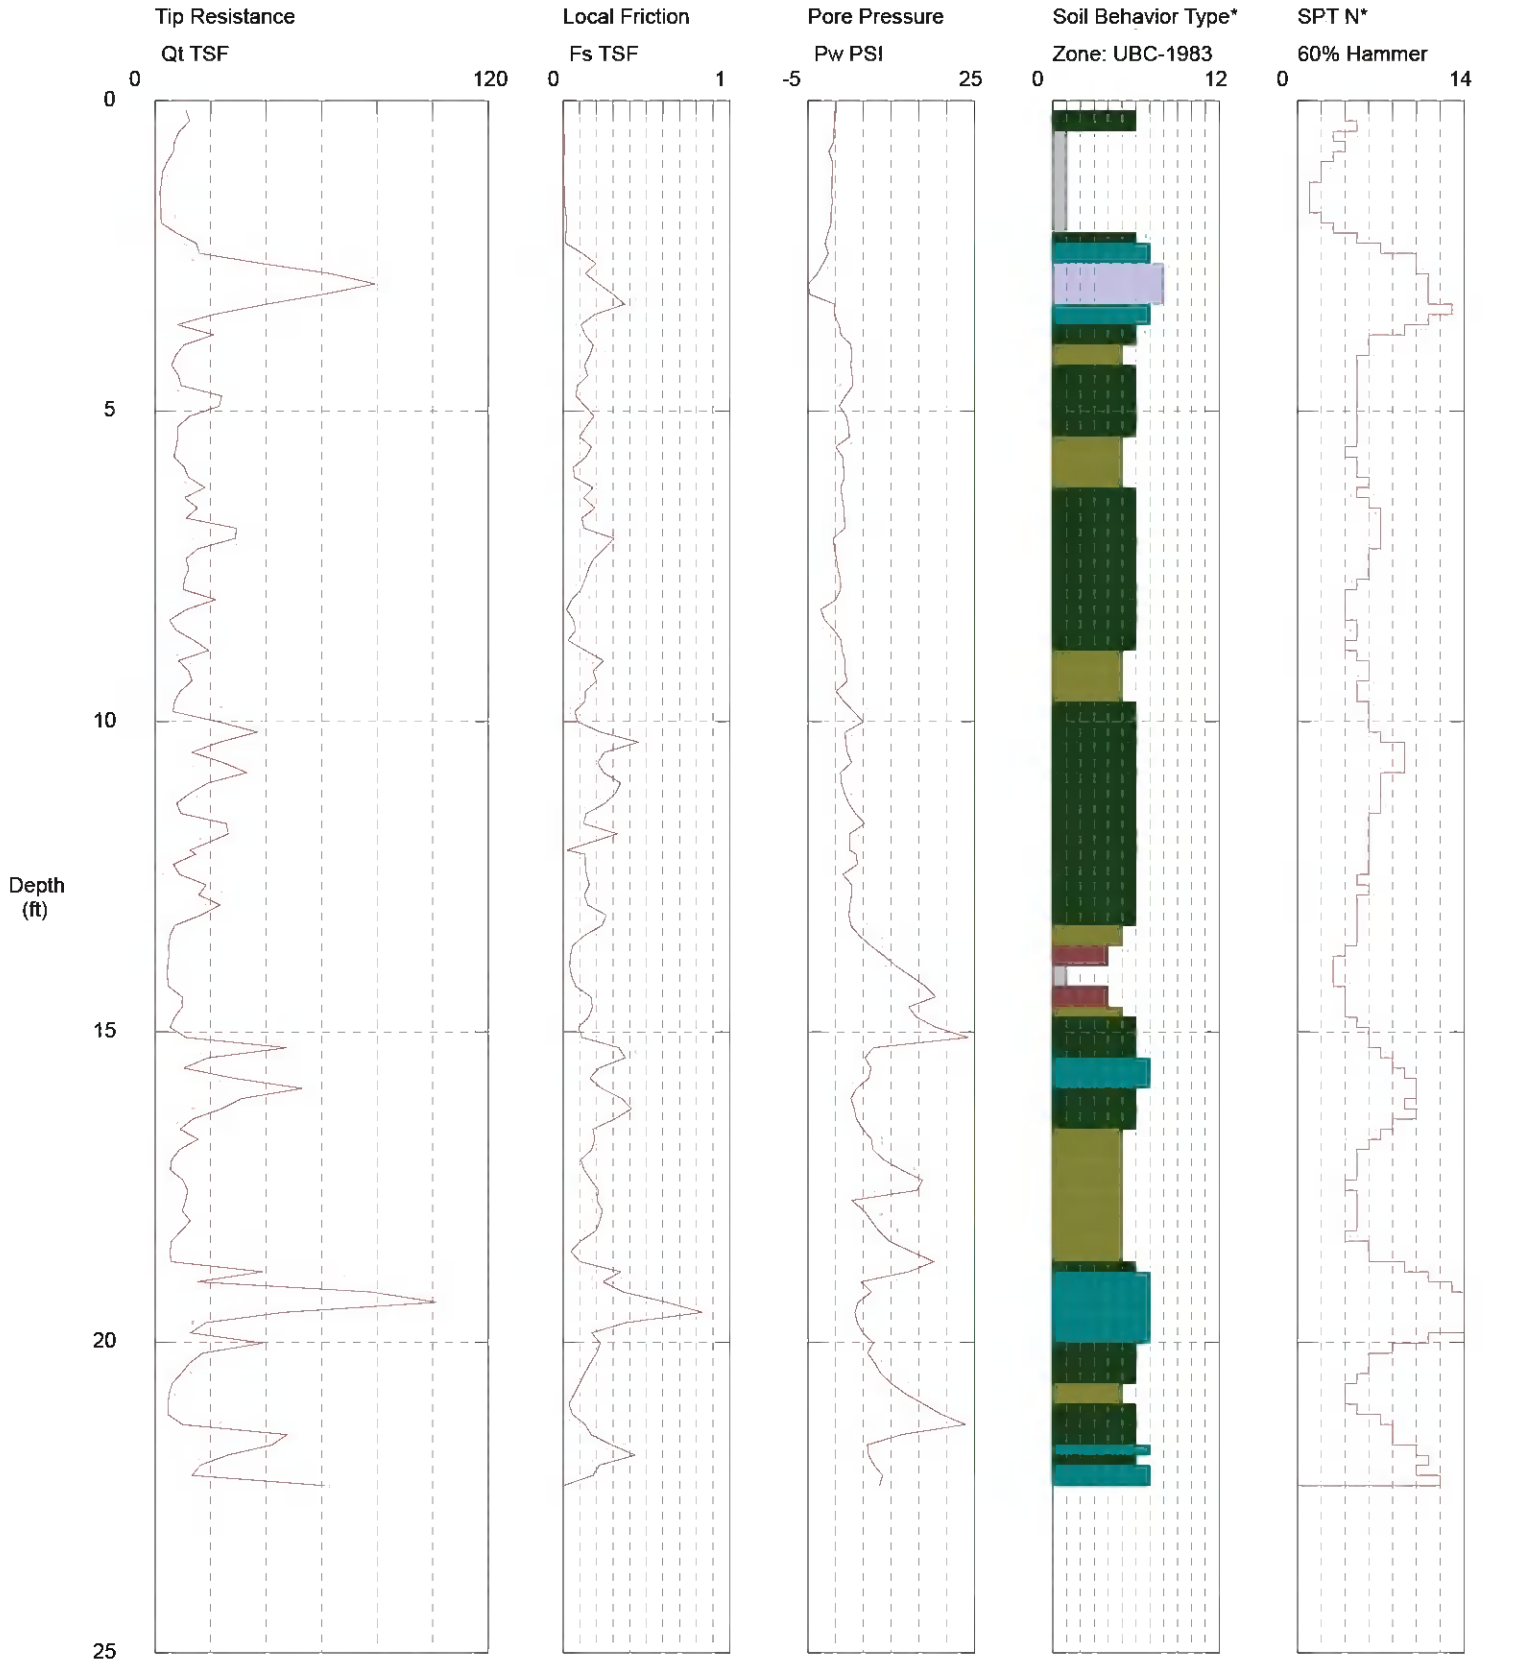 Tip Resistance Local Friction Pore Pressure Soil Behavior Type* SPT N*
Qt TSF Fs TSF Pw PSI Zone: UBC-1983 60% Hammer
0 120 0 1 -5 25 0 12 0 14
0
5
10
Depth
(ft)
15
20
25